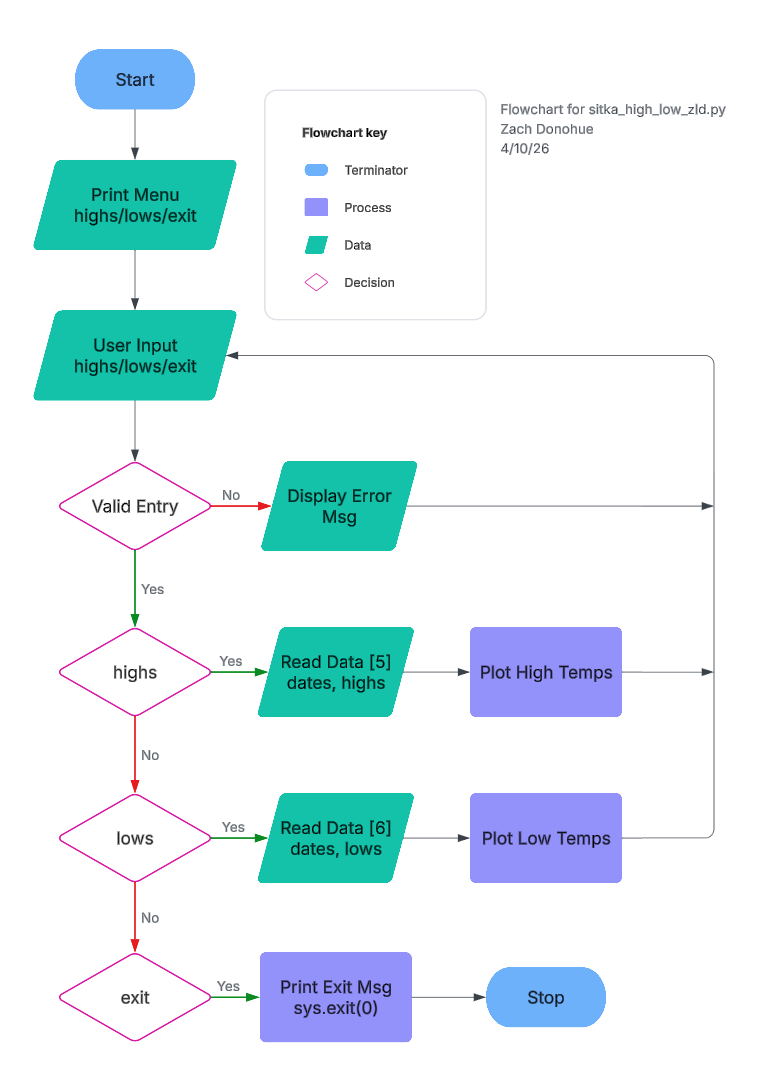 Start
Flowchart key
Terminator
Process
Data
Decision
Flowchart for sitka_high_low_zld.py
Zach Donohue
4/10/26
Print Menu
highs/lows/exit
User Input
highs/lows/exit
Valid Entry
No
Display Error
Msg
Yes
highs
Yes
Read Data [5]
dates, highs
Plot High Temps
No
lows
Yes
Read Data [6]
dates, lows
Plot Low Temps
No
exit
Yes
Print Exit Msg
sys.exit(0)
Stop